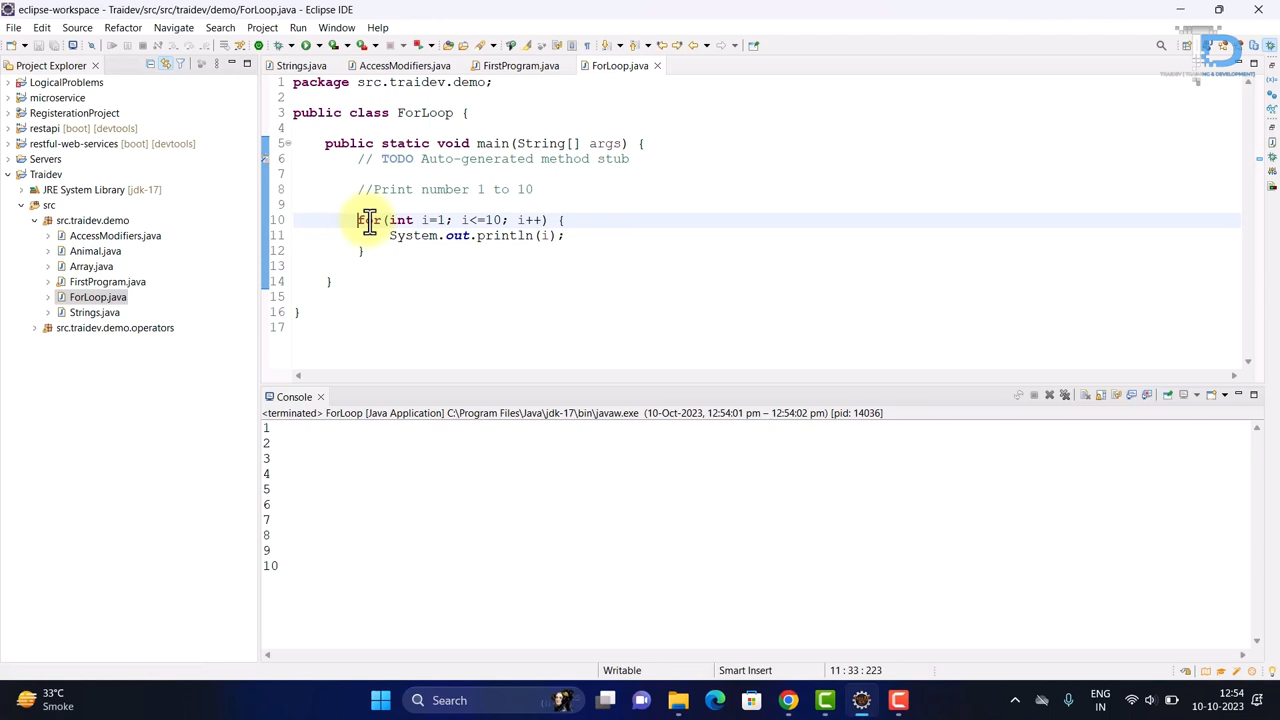 eclipse-workspace - Traidev/src/src/traidev/demo/ForLoop.java - Eclipse IDE
File Edit Source Refactor Navigate Search Project Run Window Help
Project Explorer
Strings.java AccessModifiers.java FirstProgram.java ForLoop.java
LogicalProblems
microservice
RegisterationProject
restapi [boot] [devtools]
restful-web-services [boot] [devtools]
Servers
Traidev
JRE System Library [jdk-17]
src
src.traidev.demo
AccessModifiers.java
Animal.java
Array.java
FirstProgram.java
ForLoop.java
Strings.java
src.traidev.demo.operators
1 package src.traidev.demo;
2
3 public class ForLoop {
4
5 public static void main(String[] args) {
6 // TODO Auto-generated method stub
7
8 //Print number 1 to 10
9
10 for(int i=1; i<=10; i++) {
11 System.out.println(i);
12 }
13
14 }
15
16 }
17
Console
<terminated> ForLoop [Java Application] C:\Program Files\Java\jdk-17\bin\javaw.exe (10-Oct-2023, 12:54:01 pm – 12:54:02 pm) [pid: 14036]
1
2
3
4
5
6
7
8
9
10
Writable Smart Insert 11 : 33 : 223
33°C
Smoke
Search
ENG
IN
12:54
10-10-2023